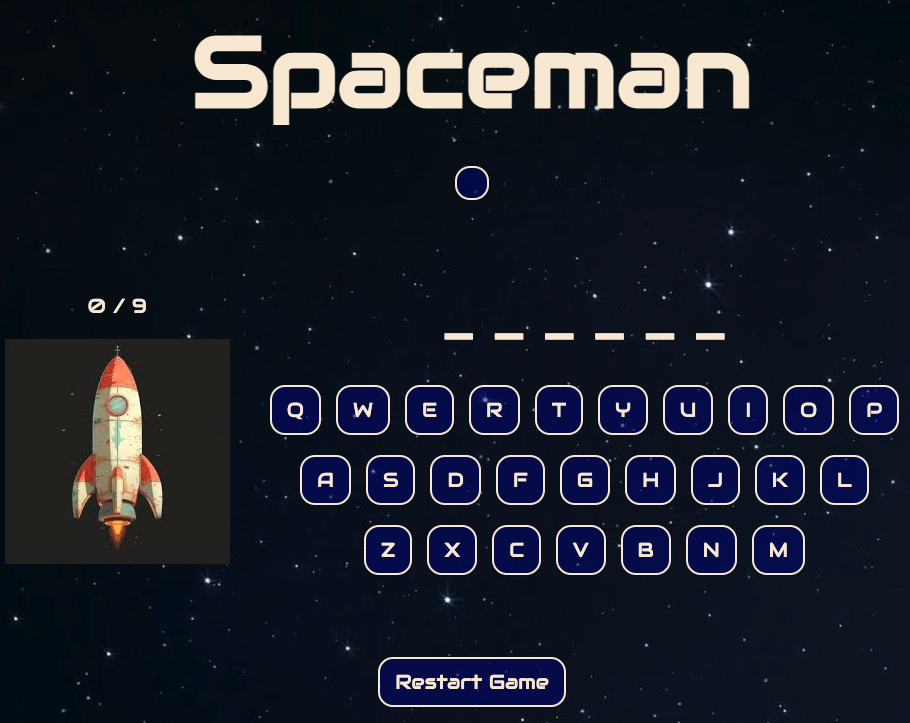 Spaceman
0 / 9
_ _ _ _ _ _
Q W E R T Y U I O P
A S D F G H J K L
Z X C V B N M
Restart Game